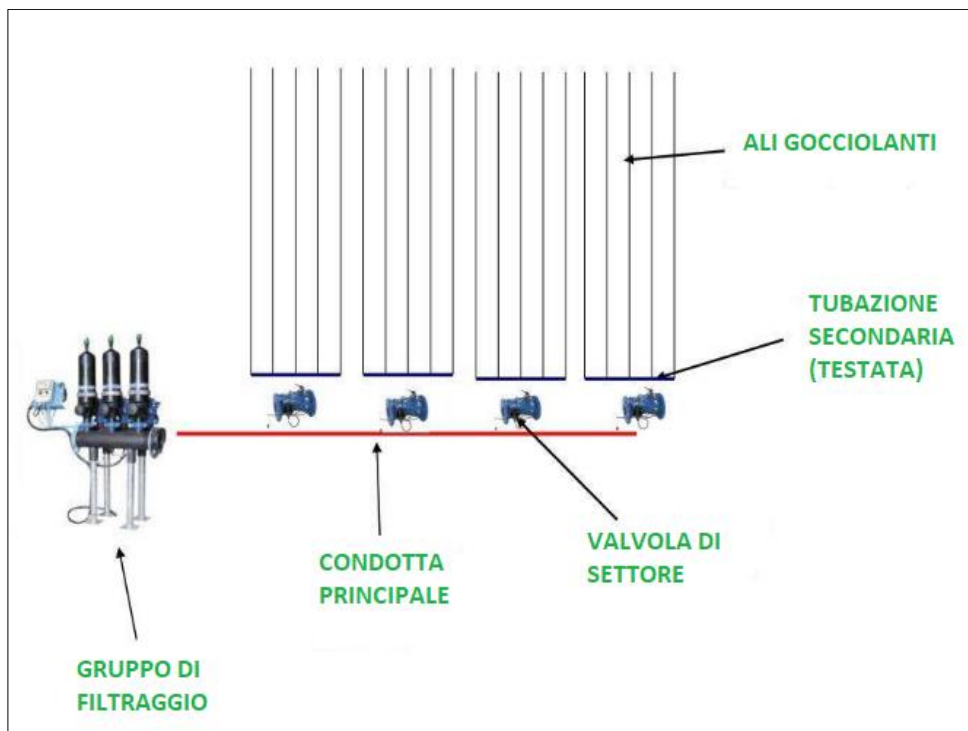 ALI GOCCIOLANTI
TUBAZIONE
SECONDARIA
(TESTATA)
VALVOLA DI
SETTORE
CONDOTTA
PRINCIPALE
GRUPPO DI
FILTRAGGIO